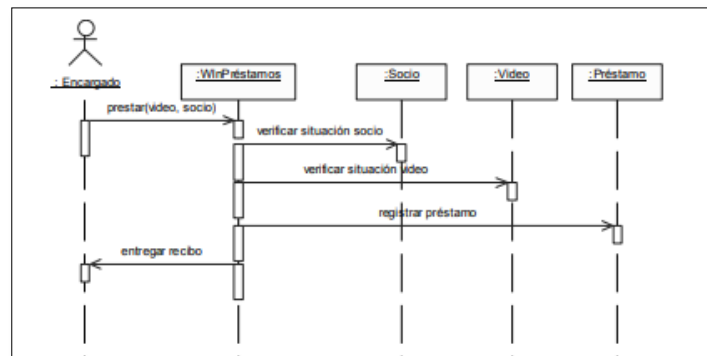 : Encargado
:WInPréstamos
:Socio
:Video
:Préstamo
prestar(video, socio)
verificar situación socio
verificar situación video
registrar préstamo
entregar recibo